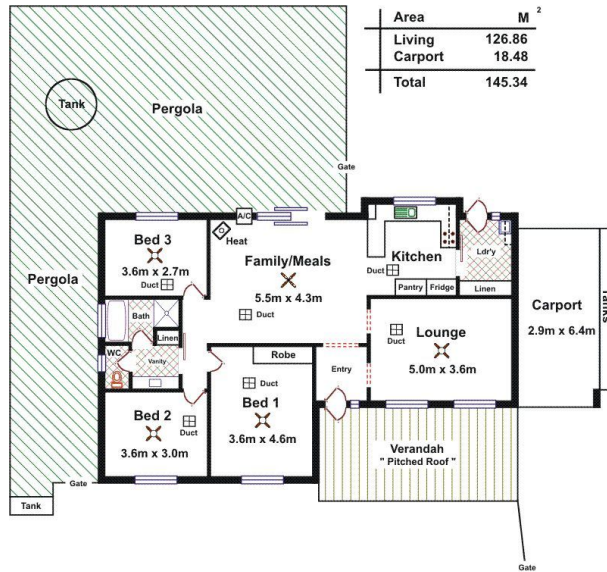 Area M 2
Living 126.86
Carport 18.48
Total 145.34
Tank
Pergola
Gate
A/C
Heat
Bed 3
3.6m x 2.7m
Duct
Family/Meals
5.5m x 4.3m
Duct
Kitchen
Duct
Pantry
Fridge
Ldr'y
Linen
Pergola
Bath
Linen
WC
Vanity
Lounge
5.0m x 3.6m
Duct
Carport
2.9m x 6.4m
Tanks
Robe
Entry
Bed 1
3.6m x 4.6m
Duct
Bed 2
3.6m x 3.0m
Duct
Verandah
" Pitched Roof "
Gate
Tank
Gate